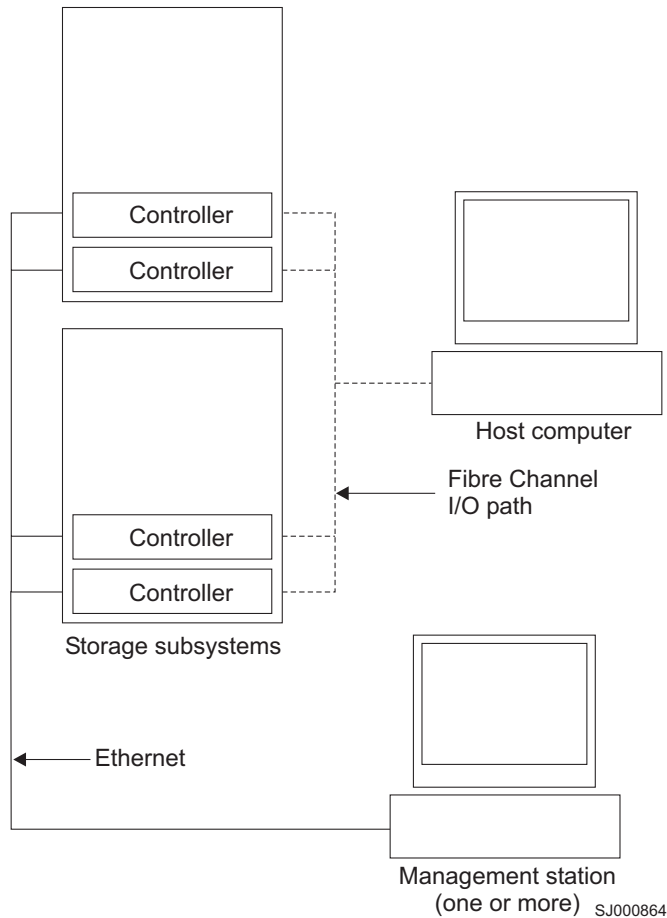 Controller
Controller
Host computer
Fibre Channel
I/O path
Controller
Controller
Storage subsystems
Ethernet
Management station
(one or more)
SJ000864